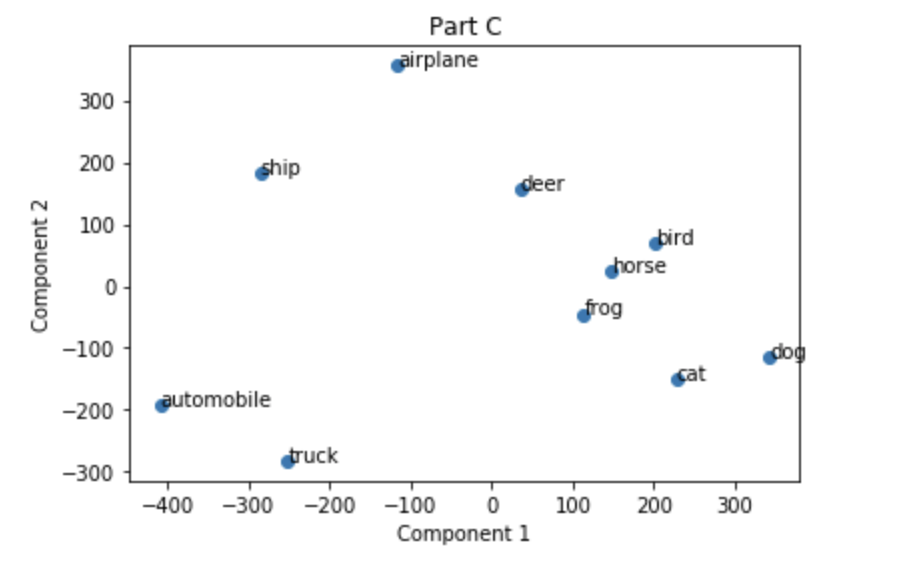 Part C
airplane
300
200
ship
deer
100
bird
horse
0
frog
−100
dog
cat
automobile
−200
truck
−300
−400 −300 −200 −100 0 100 200 300
Component 1
Component 2